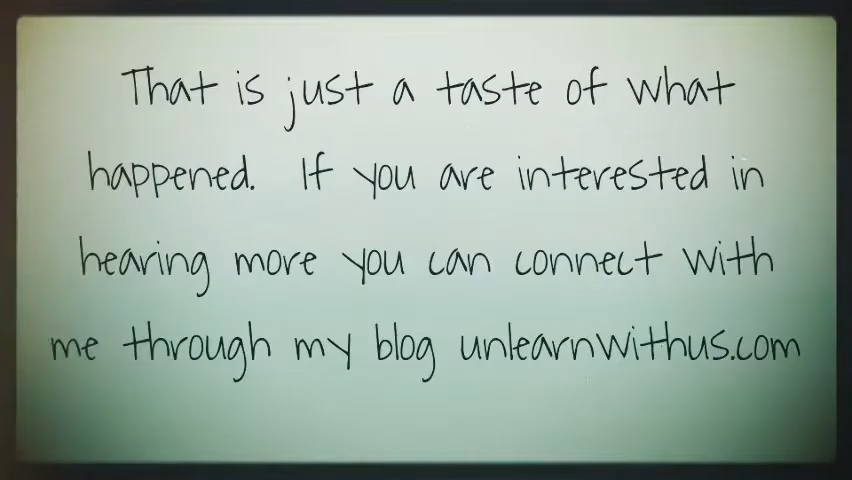 That is just a taste of what
happened. If you are interested in
hearing more you can connect with
me through my blog unlearnwithus.com